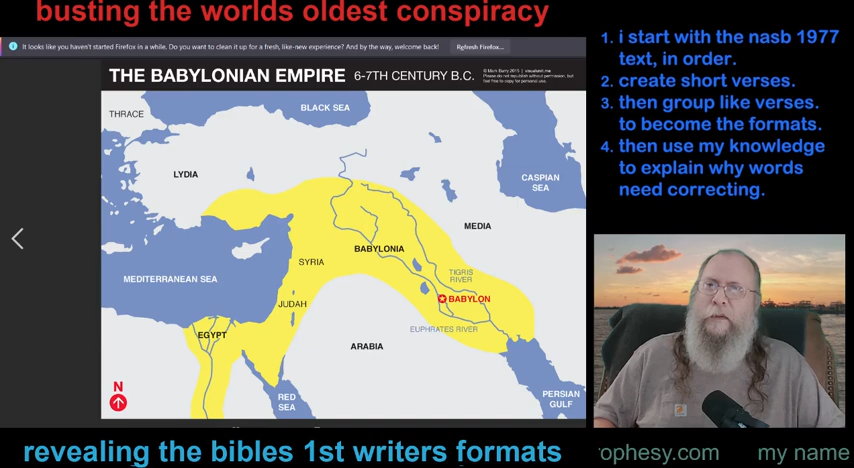 busting the worlds oldest conspiracy
It looks like you haven't started Firefox in a while. Do you want to clean it up for a fresh, like-new experience? And by the way, welcome back!
Refresh Firefox...
THE BABYLONIAN EMPIRE 6-7TH CENTURY B.C.
THRACE
BLACK SEA
LYDIA
CASPIAN
SEA
MEDIA
BABYLONIA
SYRIA
MEDITERRANEAN SEA
TIGRIS
RIVER
BABYLON
JUDAH
EUPHRATES RIVER
EGYPT
ARABIA
N
RED
SEA
PERSIAN
GULF
1. i start with the nasb 1977
text, in order.
2. create short verses.
3. then group like verses.
to become the formats.
4. then use my knowledge
to explain why words
need correcting.
revealing the bibles 1st writers formats
rophesy.com my name